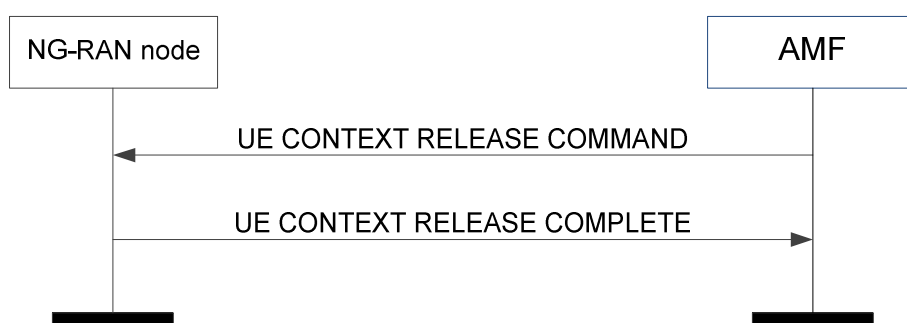 NG-RAN node
AMF
UE CONTEXT RELEASE COMMAND
UE CONTEXT RELEASE COMPLETE